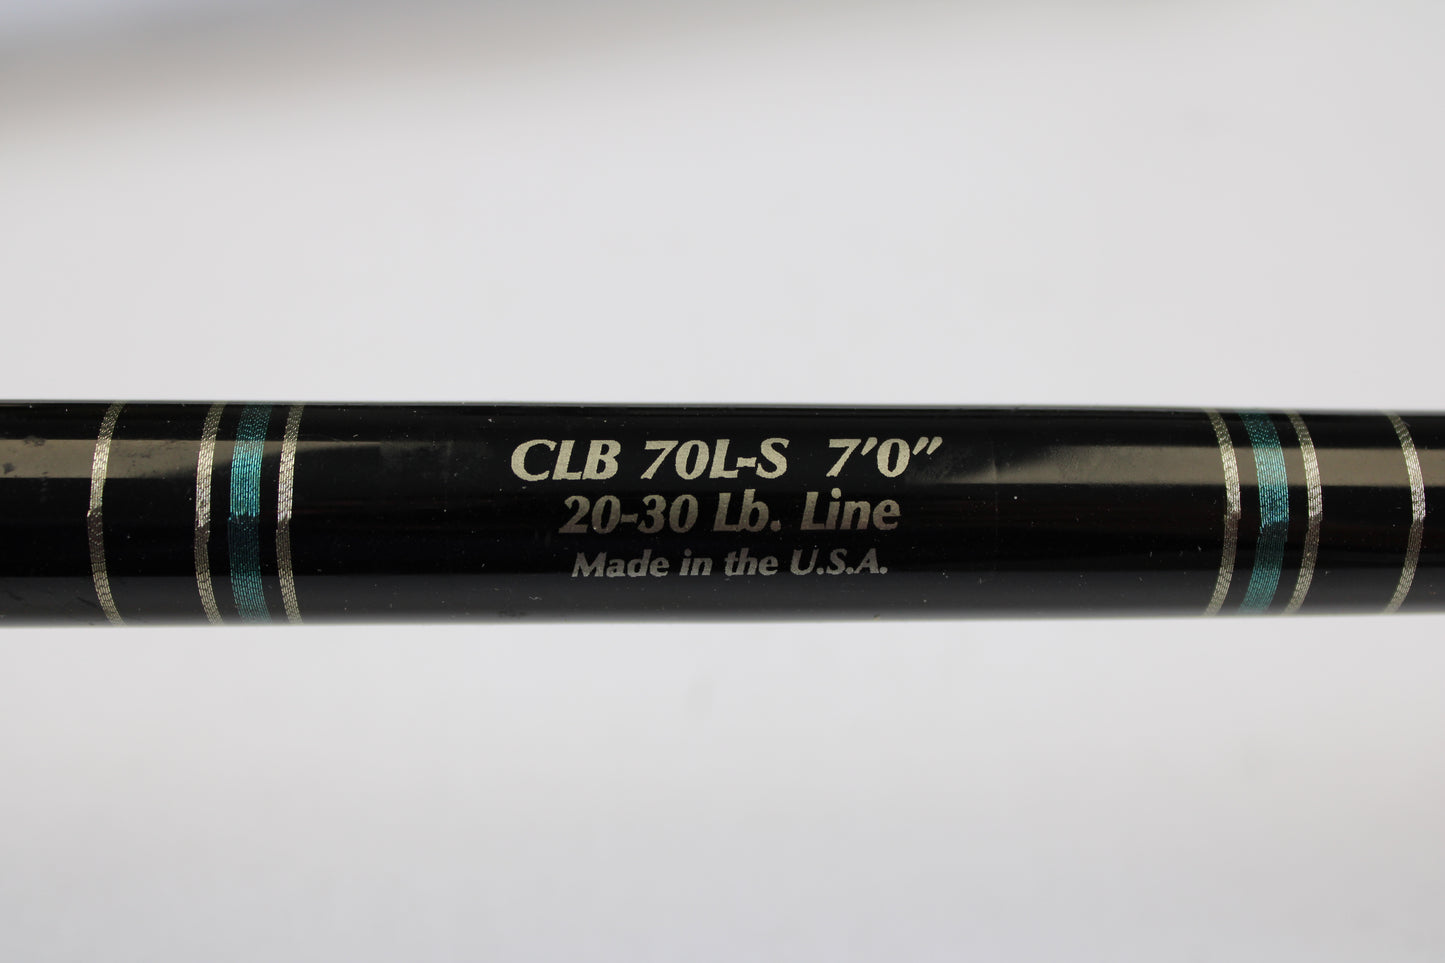 CLB 70L-S 7'0"
20-30 Lb. Line
Made in the U.S.A.